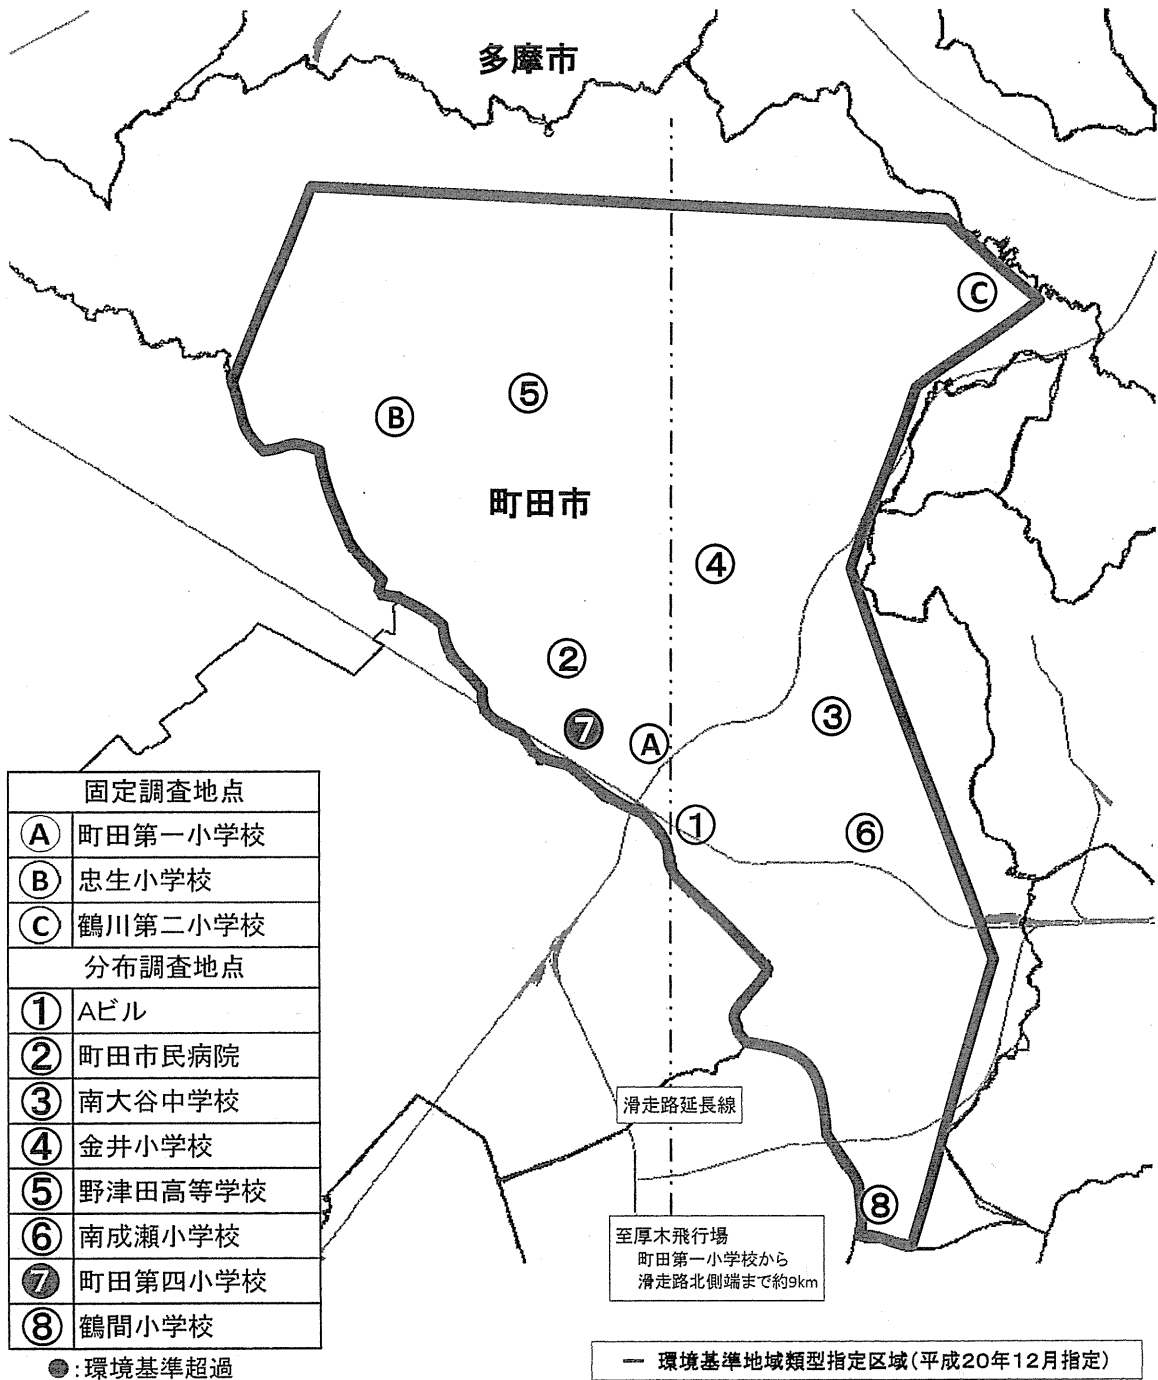 多摩市
C
5
B
町田市
4
2
3
7
A
1
6
固定調査地点
A 町田第一小学校
B 忠生小学校
C 鶴川第二小学校
分布調査地点
① Aビル
② 町田市民病院
③ 南大谷中学校
④ 金井小学校
⑤ 野津田高等学校
⑥ 南成瀬小学校
❼ 町田第四小学校
⑧ 鶴間小学校
●:環境基準超過
滑走路延長線
8
至厚木飛行場
町田第一小学校から
滑走路北側端まで約9km
― 環境基準地域類型指定区域(平成20年12月指定)